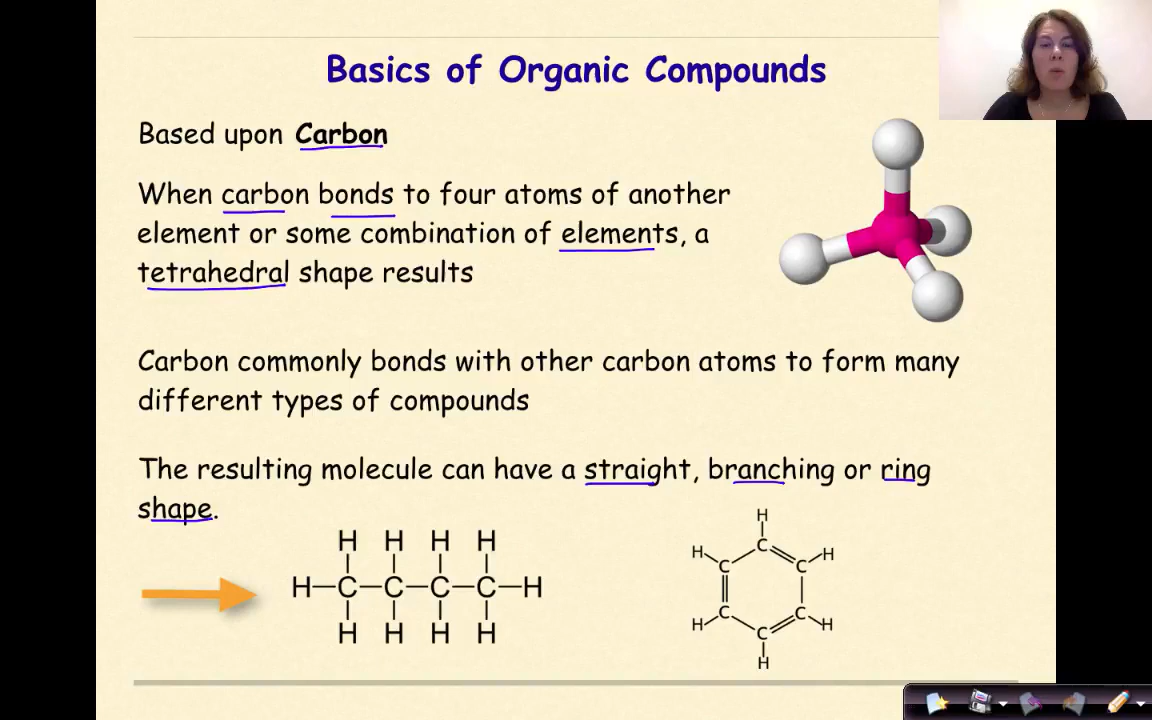 Basics of Organic Compounds
Based upon Carbon
When carbon bonds to four atoms of another
element or some combination of elements, a
tetrahedral shape results
Carbon commonly bonds with other carbon atoms to form many
different types of compounds
The resulting molecule can have a straight, branching or ring
shape.
H H H H
H C C C C H
H H H H
H
H C H
C C
C C
H C H
H